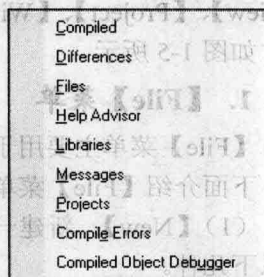 Compiled
Differences
Files
Help Advisor
Libraries
Messages
Projects
Compile Errors
Compiled Object Debugger